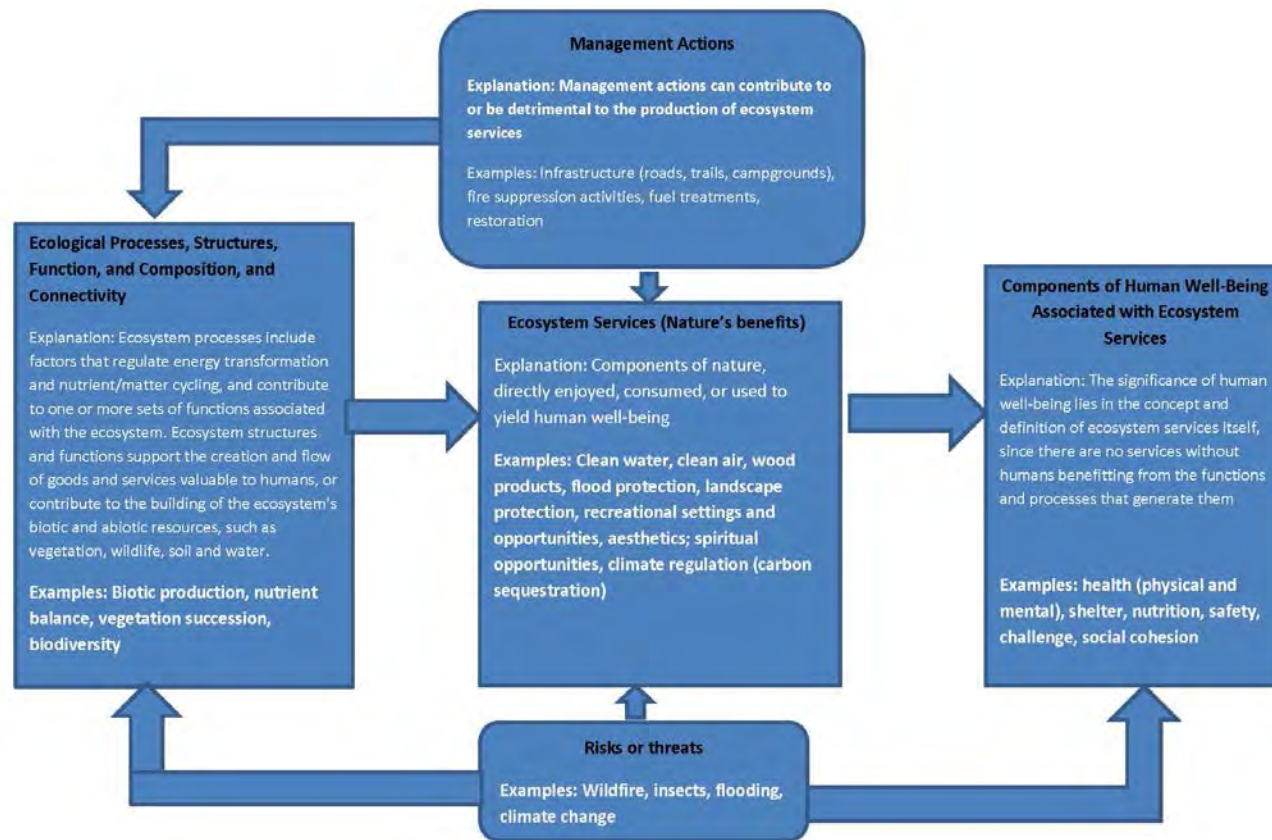 Management Actions
Explanation: Management actions can contribute to
or be detrimental to the production of ecosystem
services
Examples: Infrastructure (roads, trails, campgrounds),
fire suppression activities, fuel treatments,
restoration
Ecological Processes, Structures,
Function, and Composition, and
Connectivity
Explanation: Ecosystem processes include
factors that regulate energy transformation
and nutrient/matter cycling, and contribute
to one or more sets of functions associated
with the ecosystem. Ecosystem structures
and functions support the creation and flow
of goods and services valuable to humans, or
contribute to the building of the ecosystem's
biotic and abiotic resources, such as
vegetation, wildlife, soil and water.
Examples: Biotic production, nutrient
balance, vegetation succession,
biodiversity
Ecosystem Services (Nature's benefits)
Explanation: Components of nature,
directly enjoyed, consumed, or used to
yield human well-being
Examples: Clean water, clean air, wood
products, flood protection, landscape
protection, recreational settings and
opportunities, aesthetics; spiritual
opportunities, climate regulation (carbon
sequestration)
Components of Human Well-Being
Associated with Ecosystem
Services
Explanation: The significance of human
well-being lies in the concept and
definition of ecosystem services itself,
since there are no services without
humans benefitting from the functions
and processes that generate them
Examples: health (physical and
mental), shelter, nutrition, safety,
challenge, social cohesion
Risks or threats
Examples: Wildfire, insects, flooding,
climate change